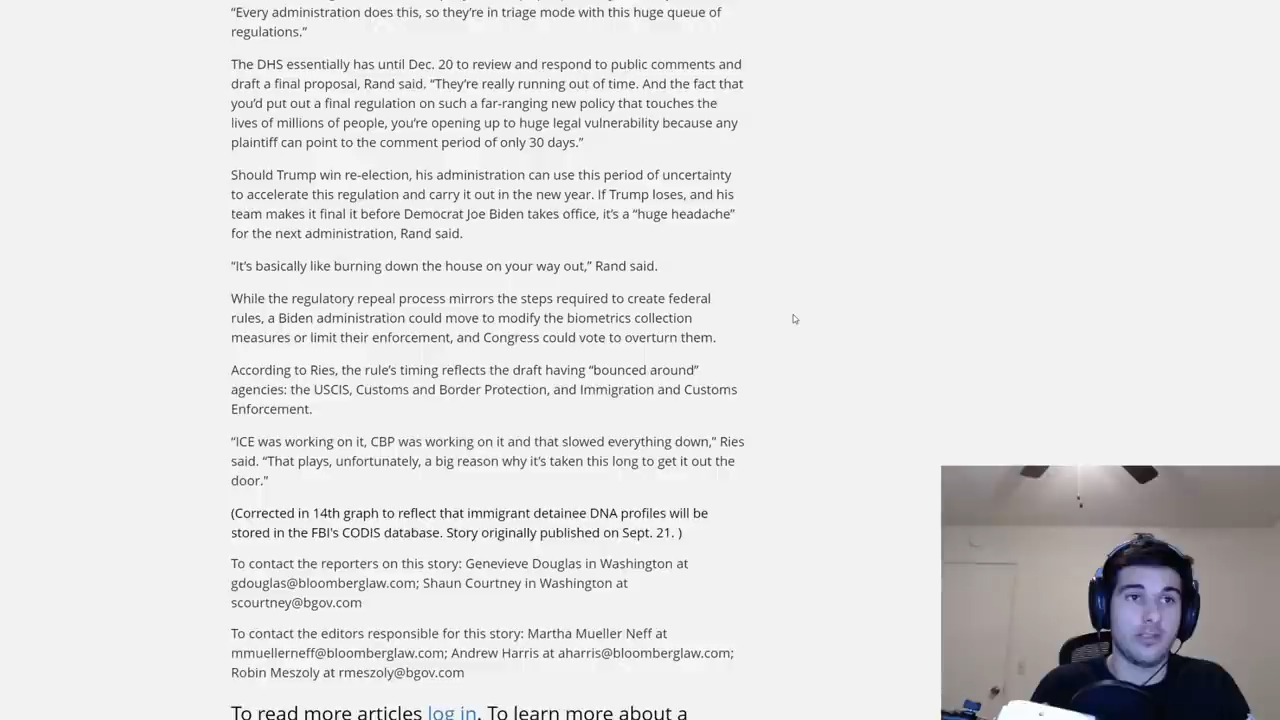 “Every administration does this, so they’re in triage mode with this huge queue of
regulations.”
The DHS essentially has until Dec. 20 to review and respond to public comments and
draft a final proposal, Rand said. “They’re really running out of time. And the fact that
you’d put out a final regulation on such a far-ranging new policy that touches the
lives of millions of people, you’re opening up to huge legal vulnerability because any
plaintiff can point to the comment period of only 30 days.”
Should Trump win re-election, his administration can use this period of uncertainty
to accelerate this regulation and carry it out in the new year. If Trump loses, and his
team makes it final it before Democrat Joe Biden takes office, it’s a “huge headache”
for the next administration, Rand said.
“It’s basically like burning down the house on your way out,” Rand said.
While the regulatory repeal process mirrors the steps required to create federal
rules, a Biden administration could move to modify the biometrics collection
measures or limit their enforcement, and Congress could vote to overturn them.
According to Ries, the rule’s timing reflects the draft having “bounced around”
agencies: the USCIS, Customs and Border Protection, and Immigration and Customs
Enforcement.
“ICE was working on it, CBP was working on it and that slowed everything down,” Ries
said. “That plays, unfortunately, a big reason why it’s taken this long to get it out the
door.”
(Corrected in 14th graph to reflect that immigrant detainee DNA profiles will be
stored in the FBI's CODIS database. Story originally published on Sept. 21. )
To contact the reporters on this story: Genevieve Douglas in Washington at
gdouglas@bloomberglaw.com; Shaun Courtney in Washington at
scourtney@bgov.com
To contact the editors responsible for this story: Martha Mueller Neff at
mmuellerneff@bloomberglaw.com; Andrew Harris at aharris@bloomberglaw.com;
Robin Meszoly at rmeszoly@bgov.com
To read more articles log in. To learn more about a